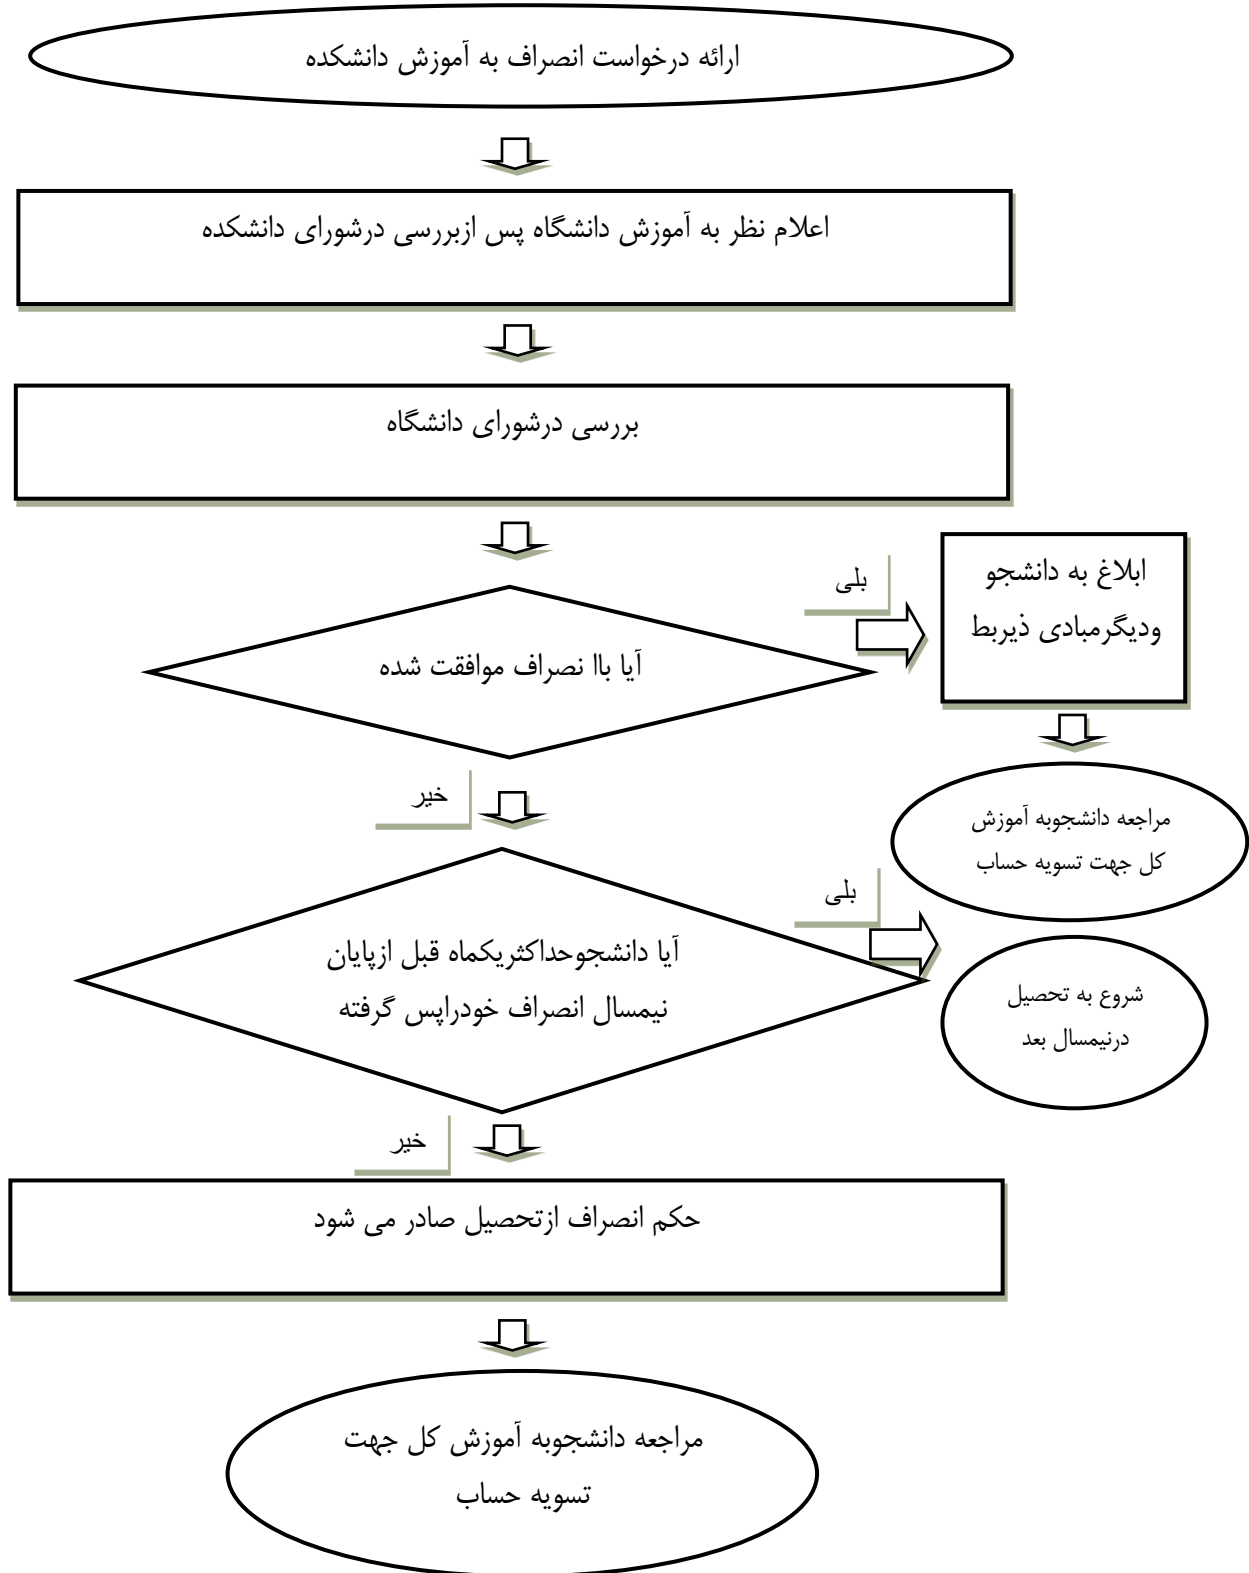 ارائه درخواست انصراف به آموزش دانشکده
اعلام نظر به آموزش دانشگاه پس ازبررسی درشورای دانشکده
بررسی درشورای دانشگاه
بلی
ابلاغ به دانشجو
ودیگرمبادی ذیربط
آیا باا نصراف موافقت شده
خیر
مراجعه دانشجوبه آموزش
کل جهت تسویه حساب
بلی
آیا دانشجوحداکثریکماه قبل ازپایان
نیمسال انصراف خودراپس گرفته
شروع به تحصیل
درنیمسال بعد
خیر
حکم انصراف ازتحصیل صادر می شود
مراجعه دانشجوبه آموزش کل جهت
تسویه حساب